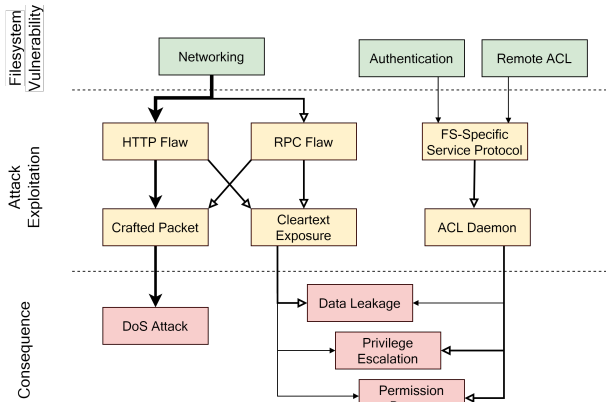 Filesystem
Vulnerability
Networking
Authentication
Remote ACL
Attack
Exploitation
HTTP Flaw
RPC Flaw
FS-Specific
Service Protocol
Crafted Packet
Cleartext
Exposure
ACL Daemon
Consequence
Data Leakage
DoS Attack
Privilege
Escalation
Permission